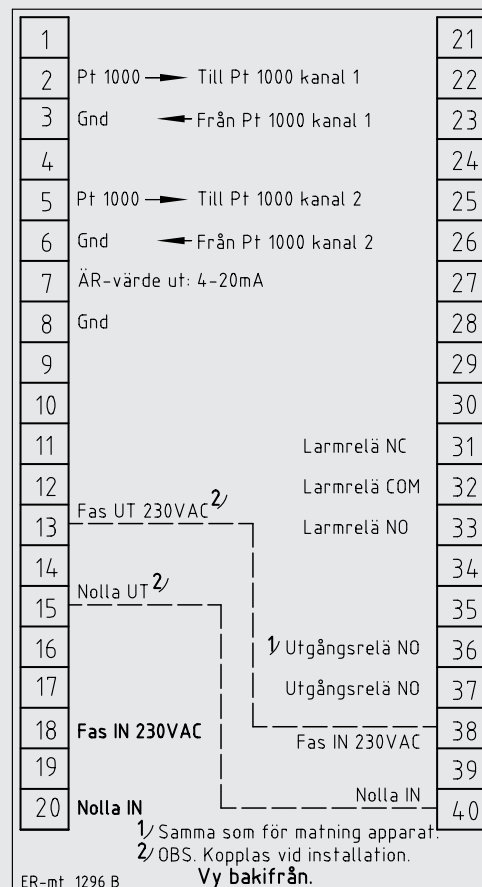 1 21
2 Pt 1000 → Till Pt 1000 kanal 1 22
3 Gnd ← Från Pt 1000 kanal 1 23
4 24
5 Pt 1000 → Till Pt 1000 kanal 2 25
6 Gnd ← Från Pt 1000 kanal 2 26
7 ÄR-värde ut: 4-20mA 27
8 Gnd 28
9 29
10 30
11 Larmrelä NC 31
12 Larmrelä COM 32
Fas UT 230VAC 2)
13 Larmrelä NO 33
14 34
Nolla UT 2)
15 35
16 1) Utgångsrelä NO 36
17 Utgångsrelä NO 37
18 Fas IN 230VAC 38
Fas IN 230VAC
19 39
Nolla IN
20 Nolla IN 40
1) Samma som för matning apparat.
2) OBS. Kopplas vid installation.
ER-mt 1296 B Vy bakifrån.